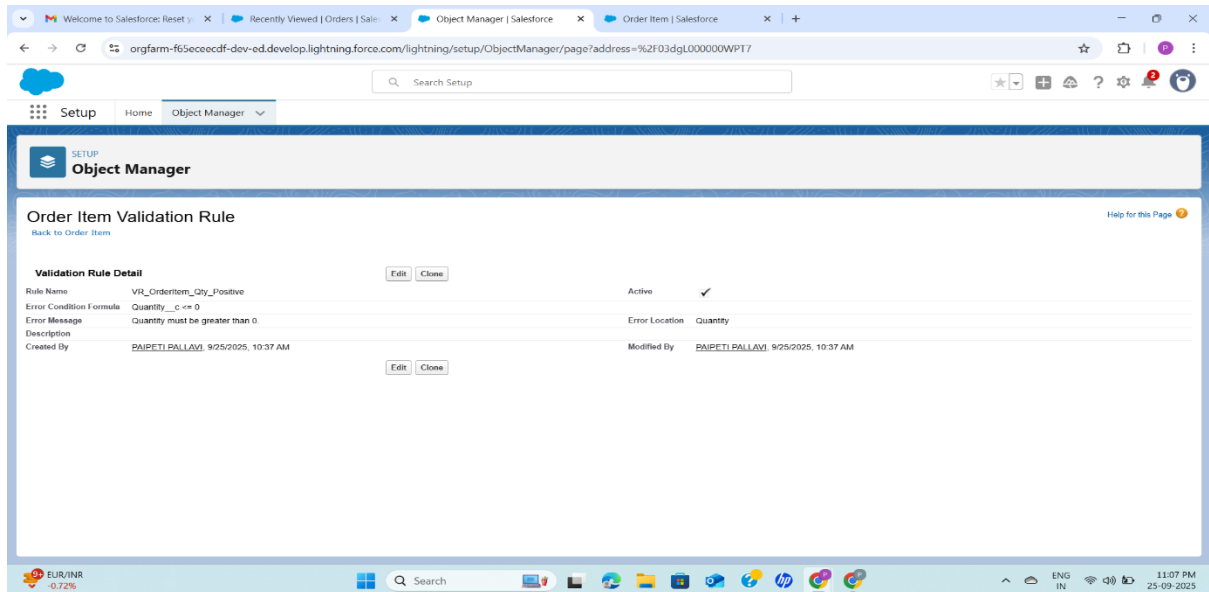 Welcome to Salesforce: Reset yo
Recently Viewed | Orders | Sales
Object Manager | Salesforce
Order Item | Salesforce
orgfarm-f65eceecdf-dev-ed.develop.lightning.force.com/lightning/setup/ObjectManager/page?address=%2F03dgL000000WPT7
P
Search Setup
2
Setup Home Object Manager
SETUP
Object Manager
Order Item Validation Rule
Help for this Page
Back to Order Item
Validation Rule Detail Edit Clone
Rule Name VR_OrderItem_Qty_Positive Active ✓
Error Condition Formula Quantity__c <= 0
Error Message Quantity must be greater than 0. Error Location Quantity
Description
Created By PAIPETI PALLAVI, 9/25/2025, 10:37 AM Modified By PAIPETI PALLAVI, 9/25/2025, 10:37 AM
Edit Clone
9+ EUR/INR
-0.72%
Search
ENG
IN
11:07 PM
25-09-2025